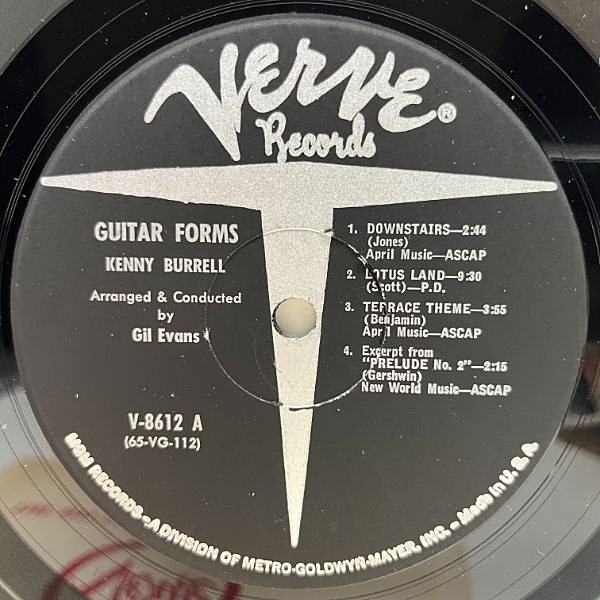 VERVE ®
Records
GUITAR FORMS
KENNY BURRELL
Arranged & Conducted
by
Gil Evans
V-8612 A
(65-VG-112)
1. DOWNSTAIRS—2:44
(Jones)
April Music—ASCAP
2. LOTUS LAND—9:30
(Scott)—P.D.
3. TERRACE THEME—3:55
(Benjamin)
April Music—ASCAP
4. Excerpt from
"PRELUDE No. 2"—2:15
(Gershwin)
New World Music—ASCAP
MGM RECORDS—A DIVISION OF METRO-GOLDWYN-MAYER, INC. – Made in U. S. A.